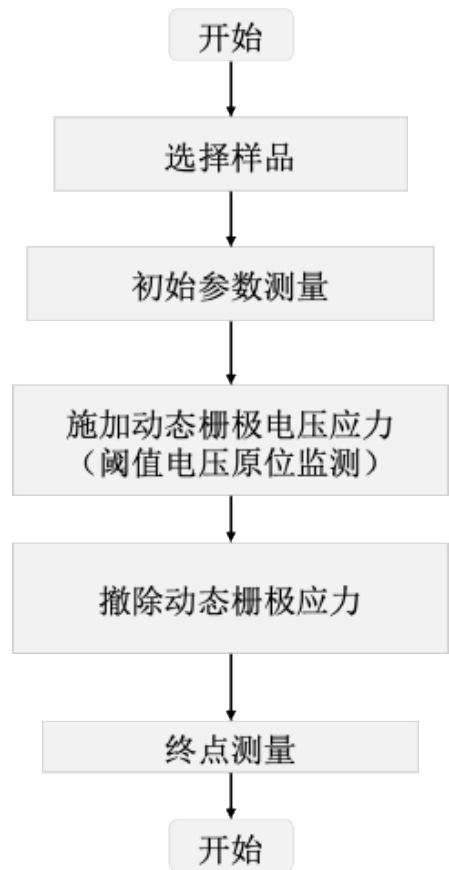 开始
选择样品
初始参数测量
施加动态栅极电压应力
（阈值电压原位监测）
撤除动态栅极应力
终点测量
开始